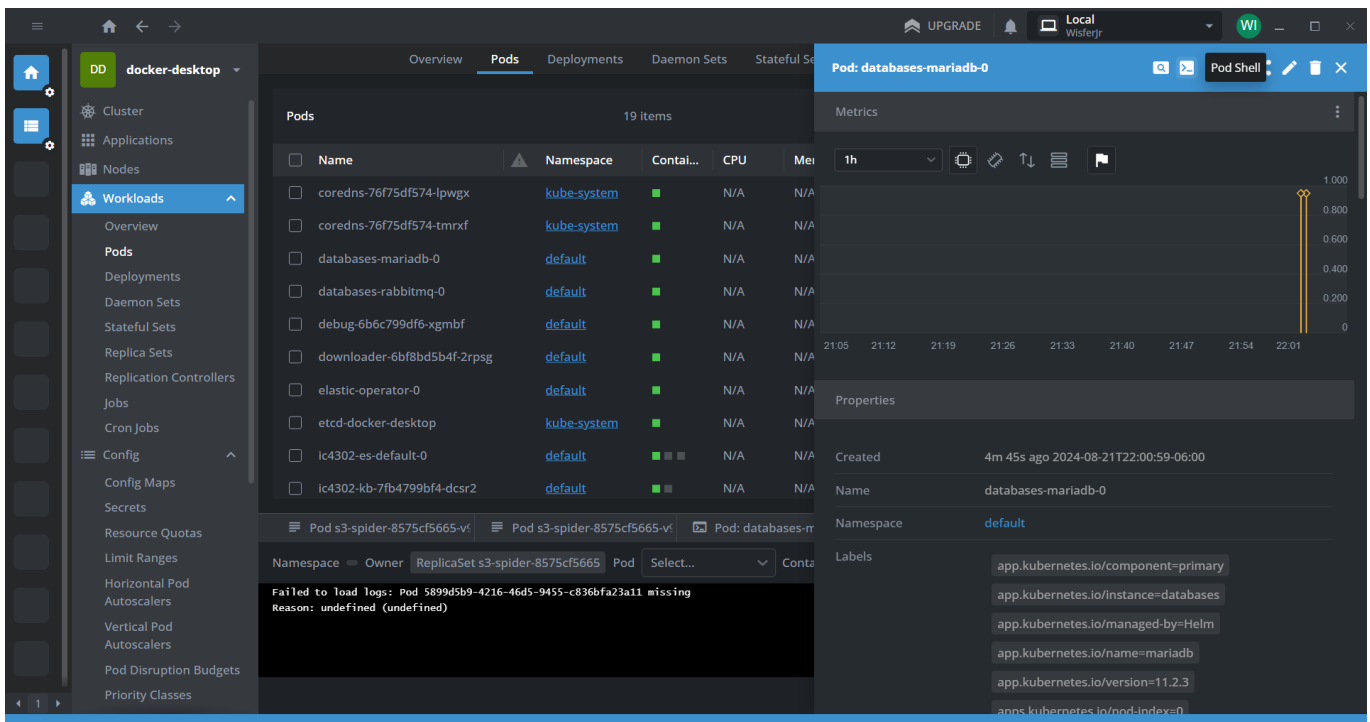 UPGRADE
Local
WisferJr
WI
DD
docker-desktop
Cluster
Applications
Nodes
Workloads
Overview
Pods
Deployments
Daemon Sets
Stateful Sets
Replica Sets
Replication Controllers
Jobs
Cron Jobs
Config
Config Maps
Secrets
Resource Quotas
Limit Ranges
Horizontal Pod
Autoscalers
Vertical Pod
Autoscalers
Pod Disruption Budgets
Priority Classes
1
Overview Pods Deployments Daemon Sets Stateful Se
Pods 19 items
Name Namespace Contai... CPU Me
coredns-76f75df574-lpwgx kube-system N/A N/A
coredns-76f75df574-tmrxf kube-system N/A N/A
databases-mariadb-0 default N/A N/A
databases-rabbitmq-0 default N/A N/A
debug-6b6c799df6-xgmbf default N/A N/A
downloader-6bf8bd5b4f-2rpsg default N/A N/A
elastic-operator-0 default N/A N/A
etcd-docker-desktop kube-system N/A N/A
ic4302-es-default-0 default N/A N/A
ic4302-kb-7fb4799bf4-dcsr2 default N/A N/A
Pod s3-spider-8575cf5665-v Pod s3-spider-8575cf5665-v Pod: databases-m
Namespace Owner ReplicaSet s3-spider-8575cf5665 Pod Select... Conta
Failed to load logs: Pod 5899d5b9-4216-46d5-9455-c836bfa23a11 missing
Reason: undefined (undefined)
Pod: databases-mariadb-0 Pod Shell
Metrics
1h
1.000
0.800
0.600
0.400
0.200
0
21:05 21:12 21:19 21:26 21:33 21:40 21:47 21:54 22:01
Properties
Created 4m 45s ago 2024-08-21T22:00:59-06:00
Name databases-mariadb-0
Namespace default
Labels
app.kubernetes.io/component=primary
app.kubernetes.io/instance=databases
app.kubernetes.io/managed-by=Helm
app.kubernetes.io/name=mariadb
app.kubernetes.io/version=11.2.3
apps.kubernetes.io/pod-index=0